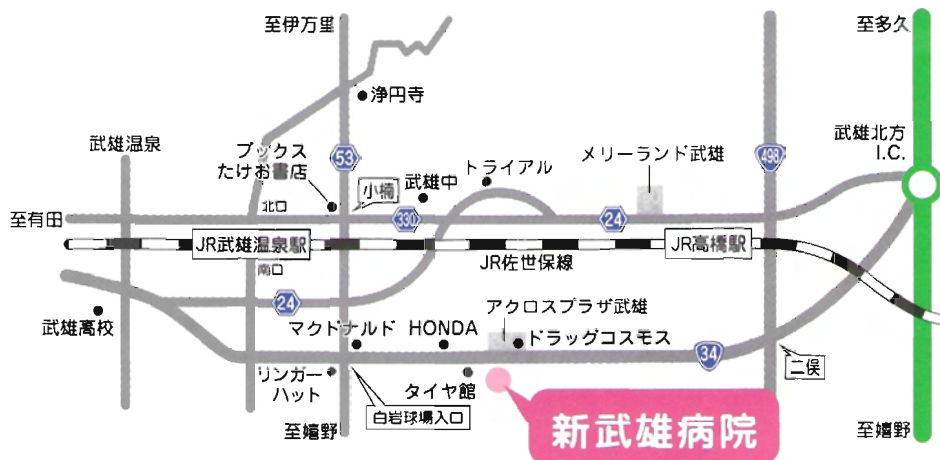 至伊万里
至多久
浄円寺
武雄温泉
ブックス
たけお書店
53
小楠
武雄中
トライアル
メリーランド武雄
498
武雄北方
I.C.
北口
至有田
330
24
JR武雄温泉駅
JR高橋駅
JR佐世保線
南口
24
武雄高校
マクドナルド
HONDA
アクロスプラザ武雄
ドラッグコスモス
34
二俣
リンガー
ハット
タイヤ館
白岩球場入口
至嬉野
新武雄病院
至嬉野